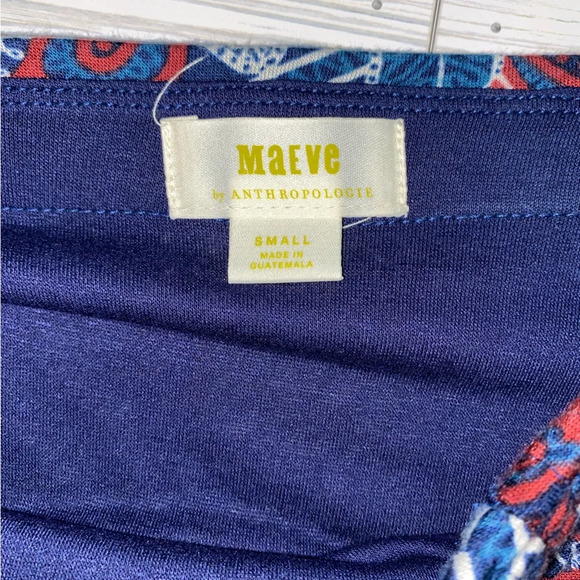 MaEVe
by ANTHROPOLOGIE
SMALL
MADE IN
GUATEMALA